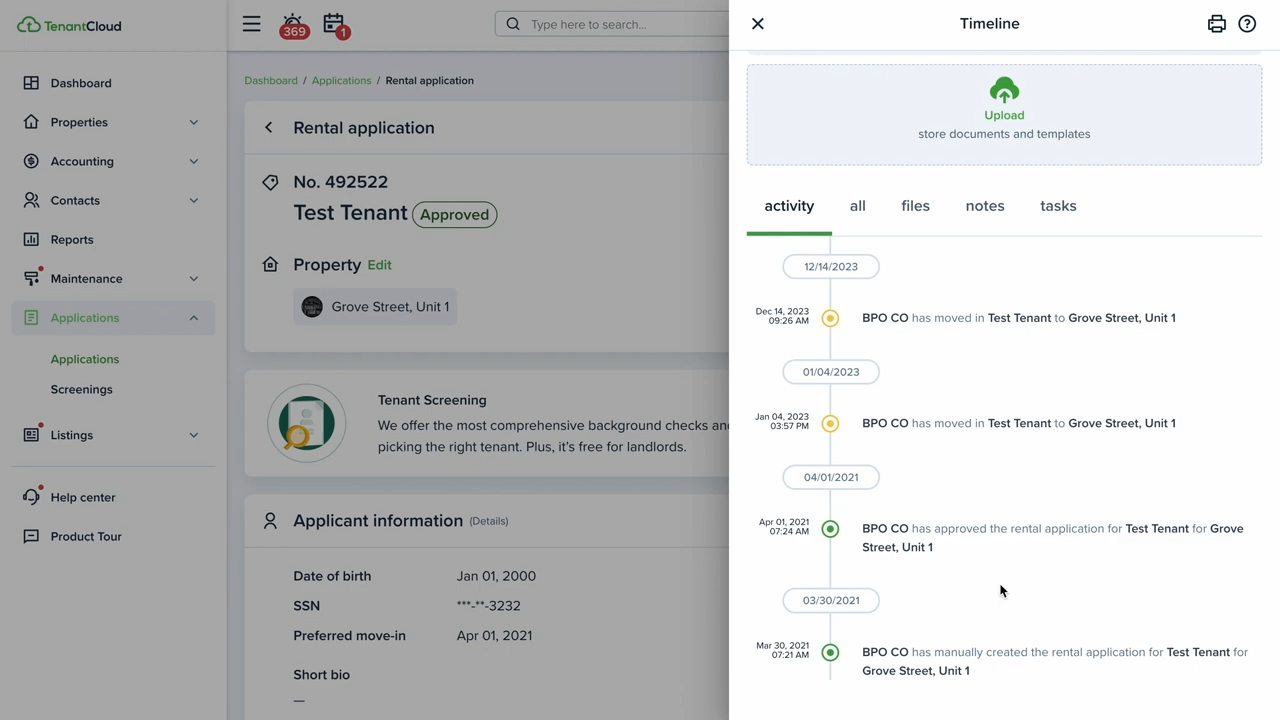 TenantCloud
369
1
Type here to search...
Dashboard
Properties
Accounting
Contacts
Reports
Maintenance
Applications
Applications
Screenings
Listings
Help center
Product Tour
Dashboard / Applications / Rental application
Rental application
No. 492522
Test Tenant Approved
Property Edit
Grove Street, Unit 1
Tenant Screening
We offer the most comprehensive background checks and
picking the right tenant. Plus, it's free for landlords.
Applicant information (Details)
Date of birth Jan 01, 2000
SSN ***-**-3232
Preferred move-in Apr 01, 2021
Short bio
—
Timeline
Upload
store documents and templates
activity all files notes tasks
12/14/2023
Dec 14, 2023
09:26 AM
BPO CO has moved in Test Tenant to Grove Street, Unit 1
01/04/2023
Jan 04, 2023
03:57 PM
BPO CO has moved in Test Tenant to Grove Street, Unit 1
04/01/2021
Apr 01, 2021
07:24 AM
BPO CO has approved the rental application for Test Tenant for Grove
Street, Unit 1
03/30/2021
Mar 30, 2021
07:21 AM
BPO CO has manually created the rental application for Test Tenant for
Grove Street, Unit 1